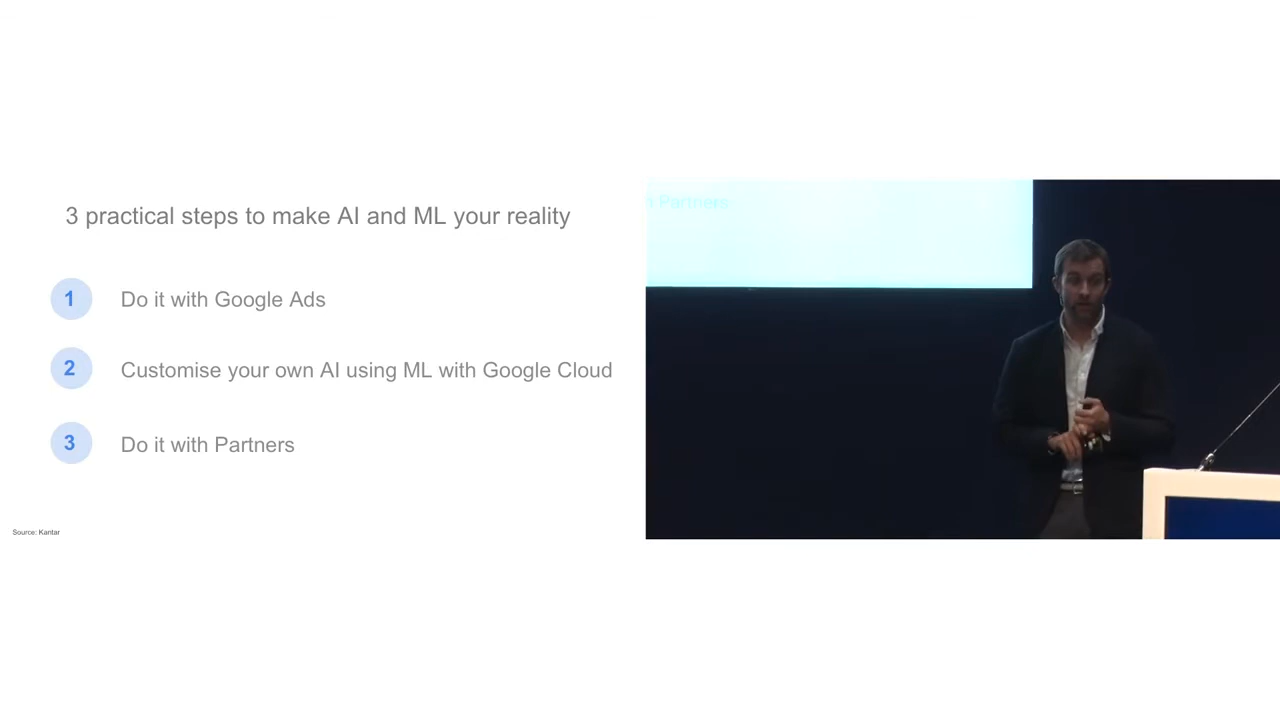 3 practical steps to make AI and ML your reality
1 Do it with Google Ads
2 Customise your own AI using ML with Google Cloud
3 Do it with Partners
Source: Kantar
h Partners